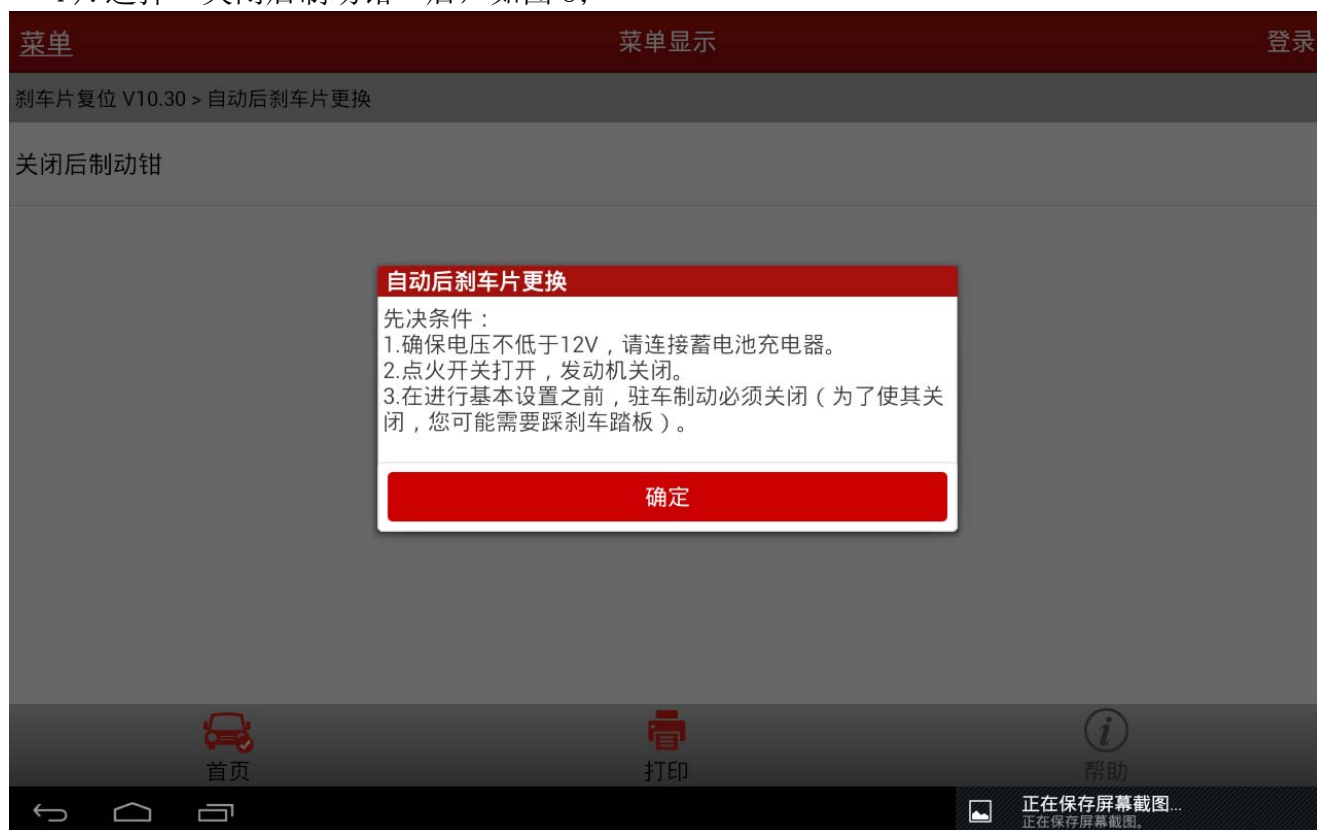 菜单 菜单显示 登录
刹车片复位 V10.30 > 自动后刹车片更换
关闭后制动钳
自动后刹车片更换
先决条件：
1.确保电压不低于12V，请连接蓄电池充电器。
2.点火开关打开，发动机关闭。
3.在进行基本设置之前，驻车制动必须关闭（为了使其关
闭，您可能需要踩刹车踏板）。
确定
首页 打印 帮助
正在保存屏幕截图...
正在保存屏幕截图。